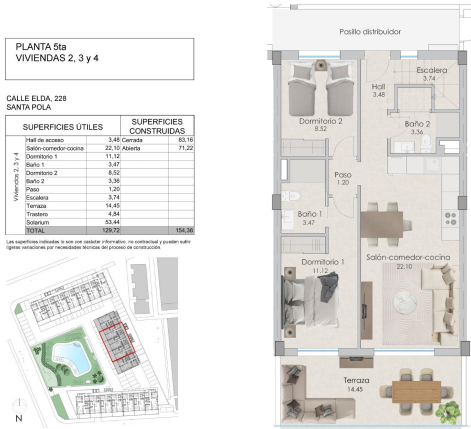 PLANTA 5ta
VIVIENDAS 2, 3 y 4
CALLE ELDA, 228
SANTA POLA
SUPERFICIES ÚTILES
SUPERFICIES CONSTRUIDAS
Viviendas 2, 3 y 4
Hall de acceso 3,48 Cerrada 83,16
Salón-comedor-cocina 22,10 Abierta 71,22
Dormitorio 1 11,12
Baño 1 3,47
Dormitorio 2 8,52
Baño 2 3,36
Paso 1,20
Escalera 3,74
Terraza 14,45
Trastero 4,84
Solarium 53,44
TOTAL 129,72 154,38
Las superficies indicadas lo son con carácter informativo, no contractual y pueden sufrir
ligeras variaciones por necesidades técnicas del proceso de construcción.
N
Pasillo distribuidor
Escalera
3.74
Hall
3.48
Dormitorio 2
8.52
Baño 2
3.36
Paso
1.20
Baño 1
3.47
Dormitorio 1
11.12
Salón-comedor-cocina
22.10
Terraza
14.45